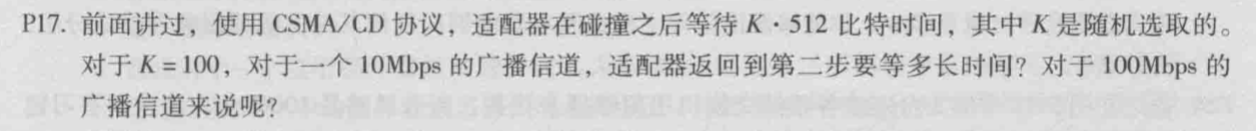 P17. 前面讲过，使用 CSMA/CD 协议，适配器在碰撞之后等待 K·512 比特时间，其中 K 是随机选取的。
对于 K=100，对于一个 10Mbps 的广播信道，适配器返回到第二步要等多长时间？对于 100Mbps 的
广播信道来说呢？